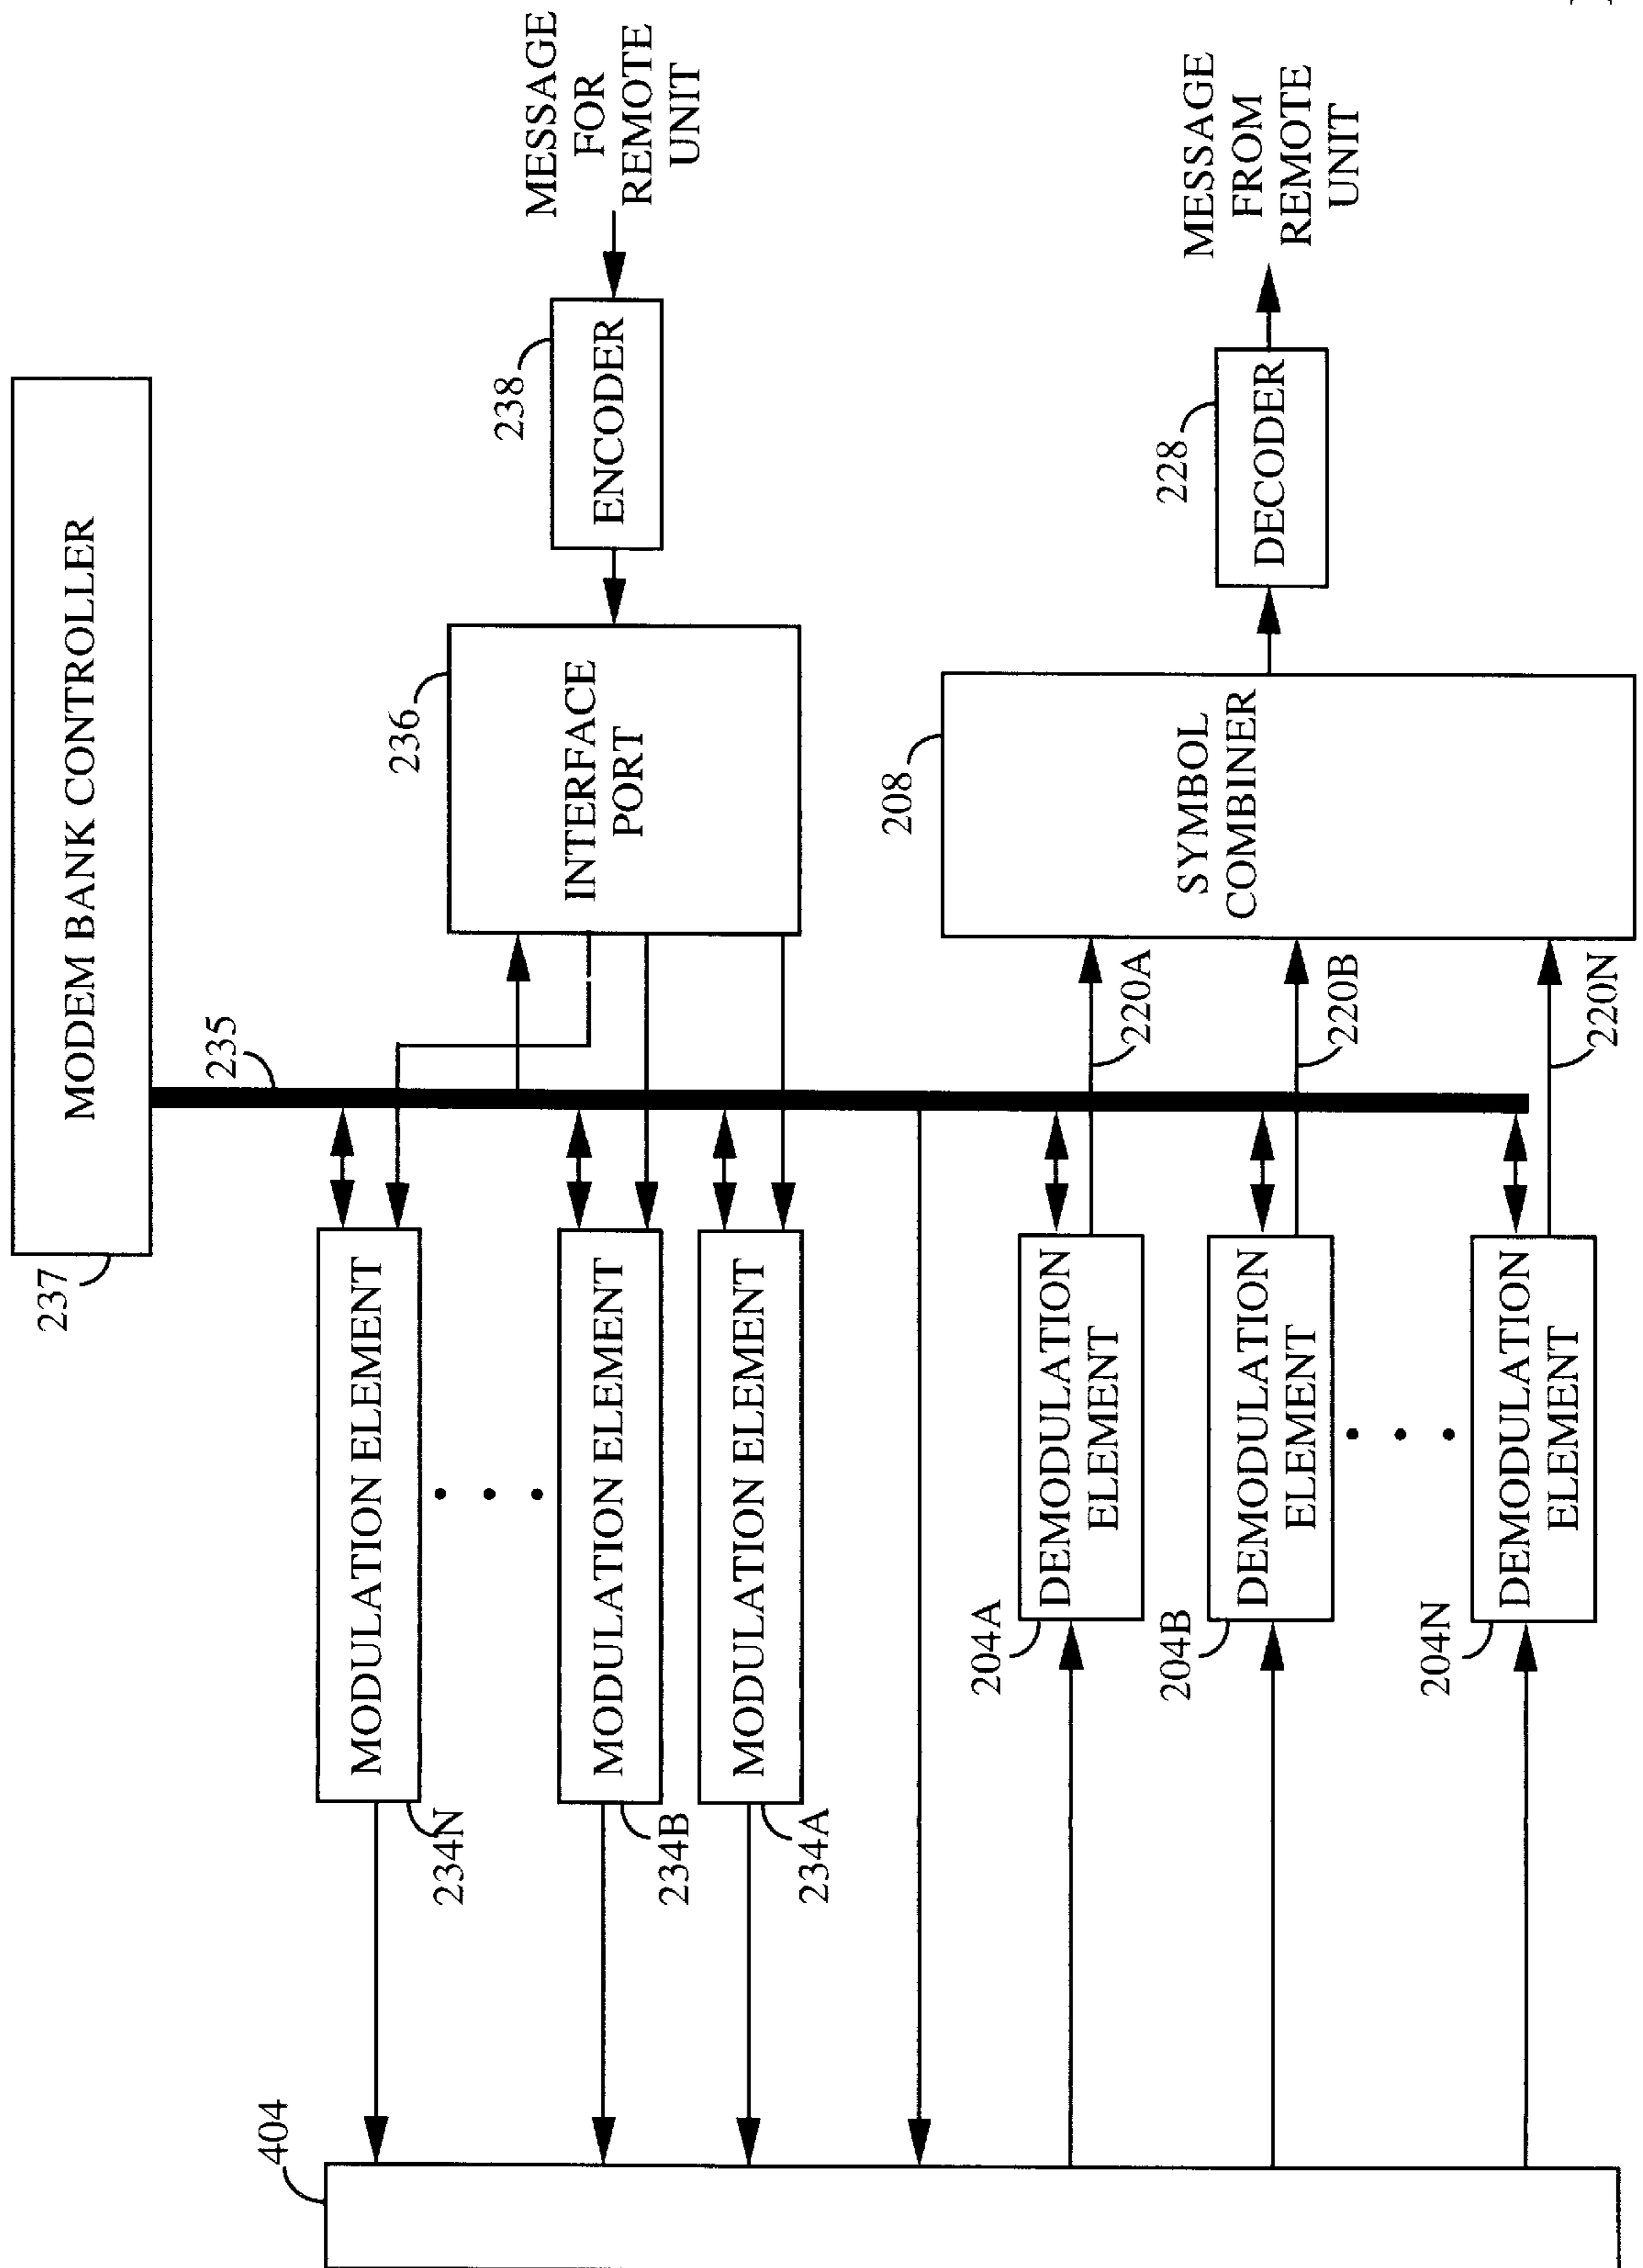 MODEM BANK CONTROLLER
237
235
MESSAGE
FOR
REMOTE
UNIT
238
ENCODER
236
INTERFACE
PORT
MODULATION ELEMENT
234N
MODULATION ELEMENT
234B
MODULATION ELEMENT
234A
404
204A
DEMODULATION
ELEMENT
220A
204B
DEMODULATION
ELEMENT
220B
204N
DEMODULATION
ELEMENT
220N
208
SYMBOL
COMBINER
228
DECODER
MESSAGE
FROM
REMOTE
UNIT